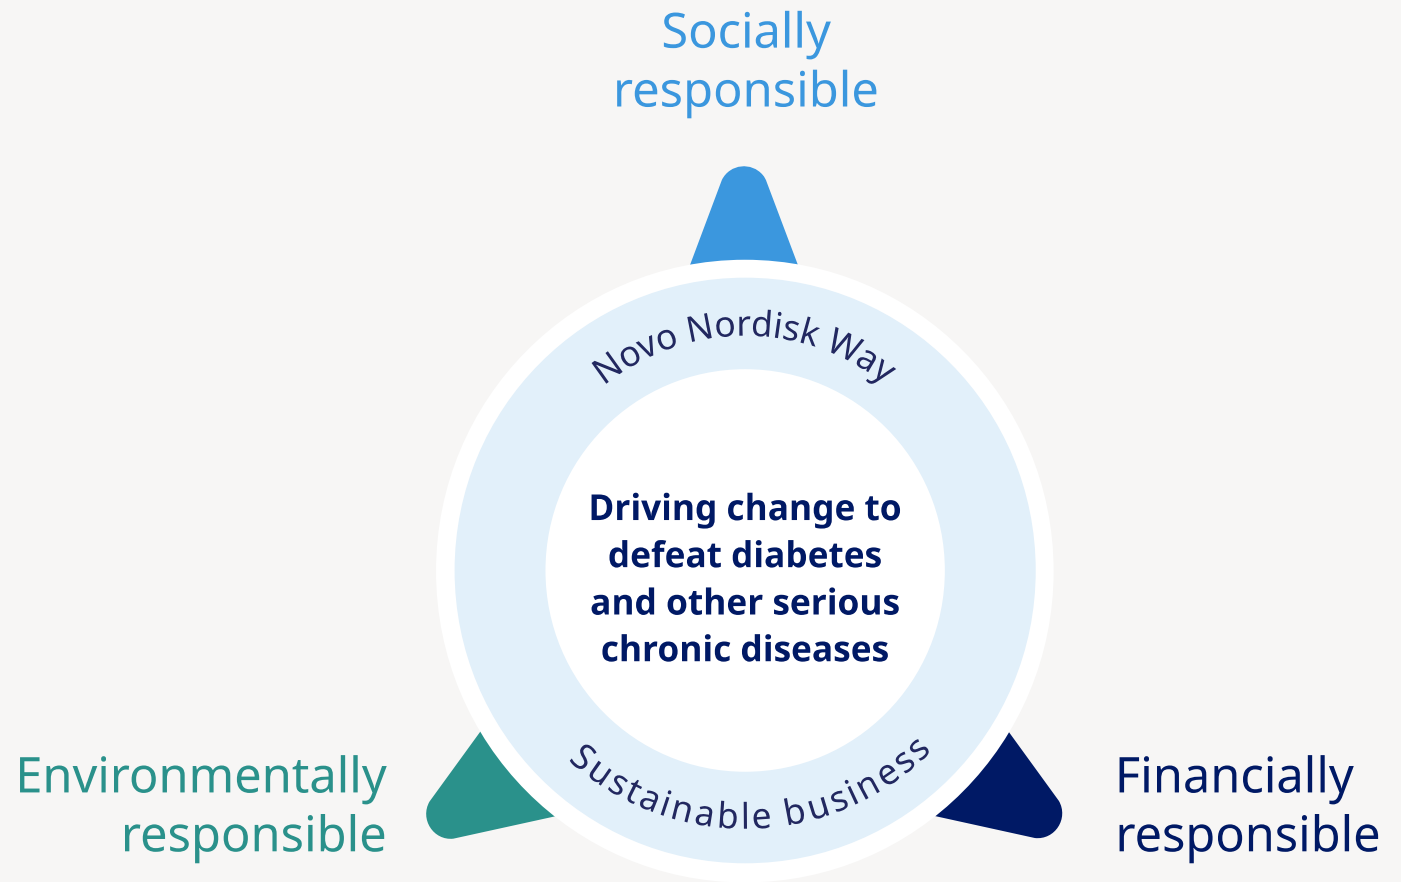 Socially
responsible
Novo Nordisk Way
Driving change to
defeat diabetes
and other serious
chronic diseases
Sustainable business
Environmentally
responsible
Financially
responsible